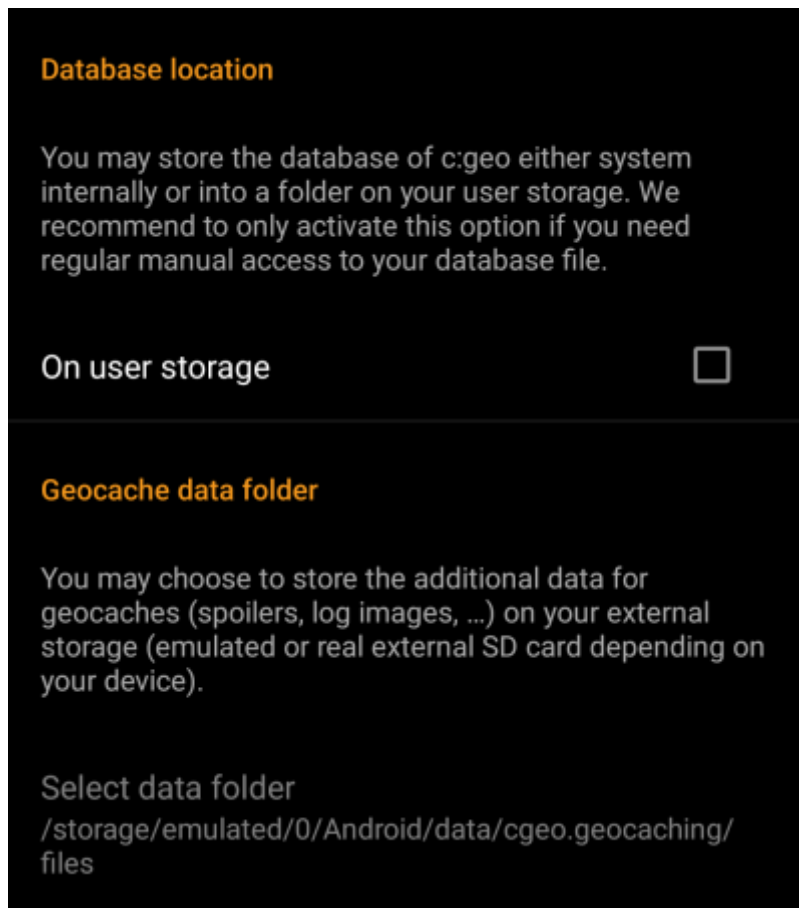 Database location
You may store the database of c:geo either system
internally or into a folder on your user storage. We
recommend to only activate this option if you need
regular manual access to your database file.
On user storage
Geocache data folder
You may choose to store the additional data for
geocaches (spoilers, log images, …) on your external
storage (emulated or real external SD card depending on
your device).
Select data folder
/storage/emulated/0/Android/data/cgeo.geocaching/
files